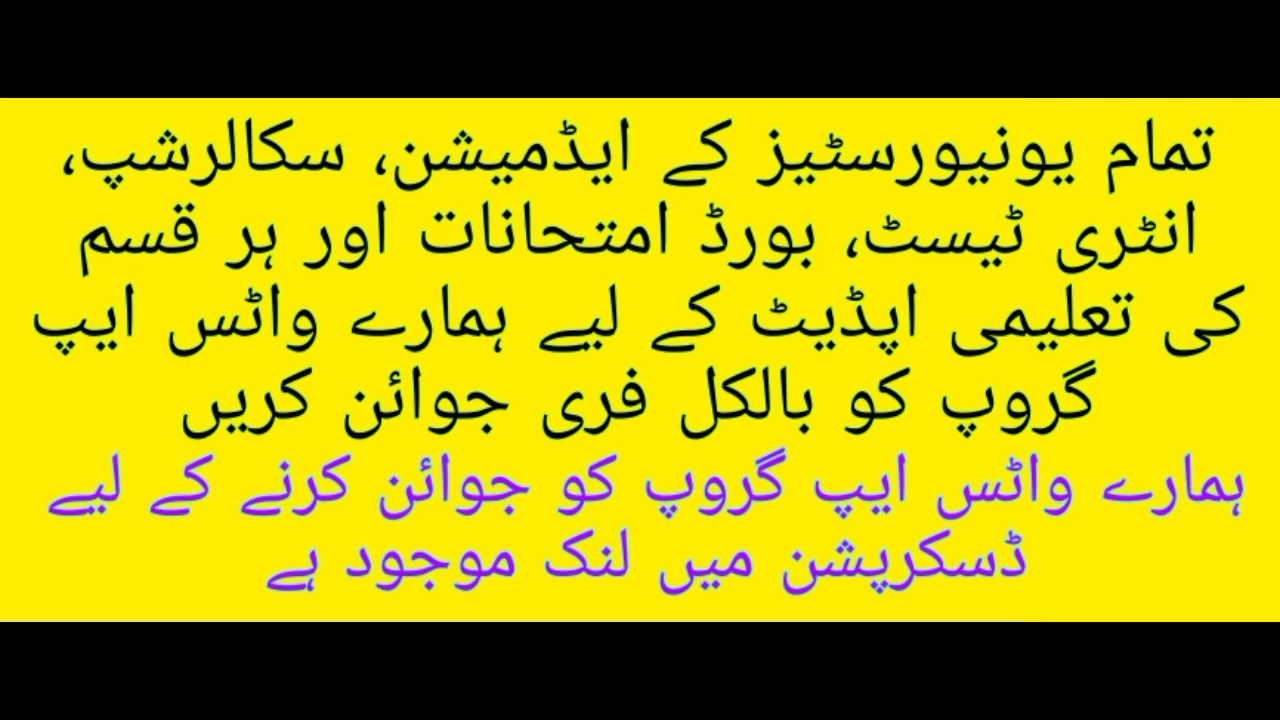 تمام یونیورسٹیز کے ایڈمیشن، سکالرشپ،
انٹری ٹیسٹ، بورڈ امتحانات اور ہر قسم
کی تعلیمی اپڈیٹ کے لیے ہمارے واٹس ایپ
گروپ کو بالکل فری جوائن کریں
ہمارے واٹس ایپ گروپ کو جوائن کرنے کے لیے
ڈسکرپشن میں لنک موجود ہے